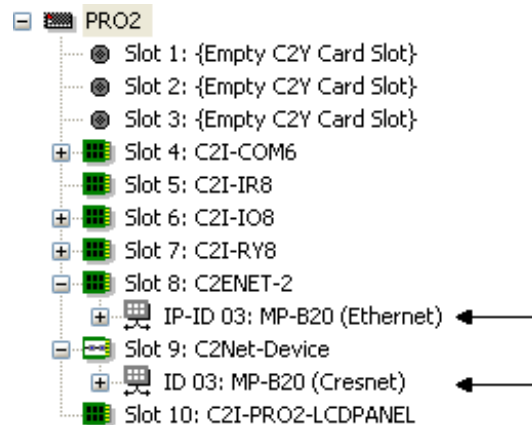 PRO2
Slot 1: {Empty C2Y Card Slot}
Slot 2: {Empty C2Y Card Slot}
Slot 3: {Empty C2Y Card Slot}
Slot 4: C2I-COM6
Slot 5: C2I-IR8
Slot 6: C2I-IO8
Slot 7: C2I-RY8
Slot 8: C2ENET-2
IP-ID 03: MP-B20 (Ethernet)
Slot 9: C2Net-Device
ID 03: MP-B20 (Cresnet)
Slot 10: C2I-PRO2-LCDPANEL